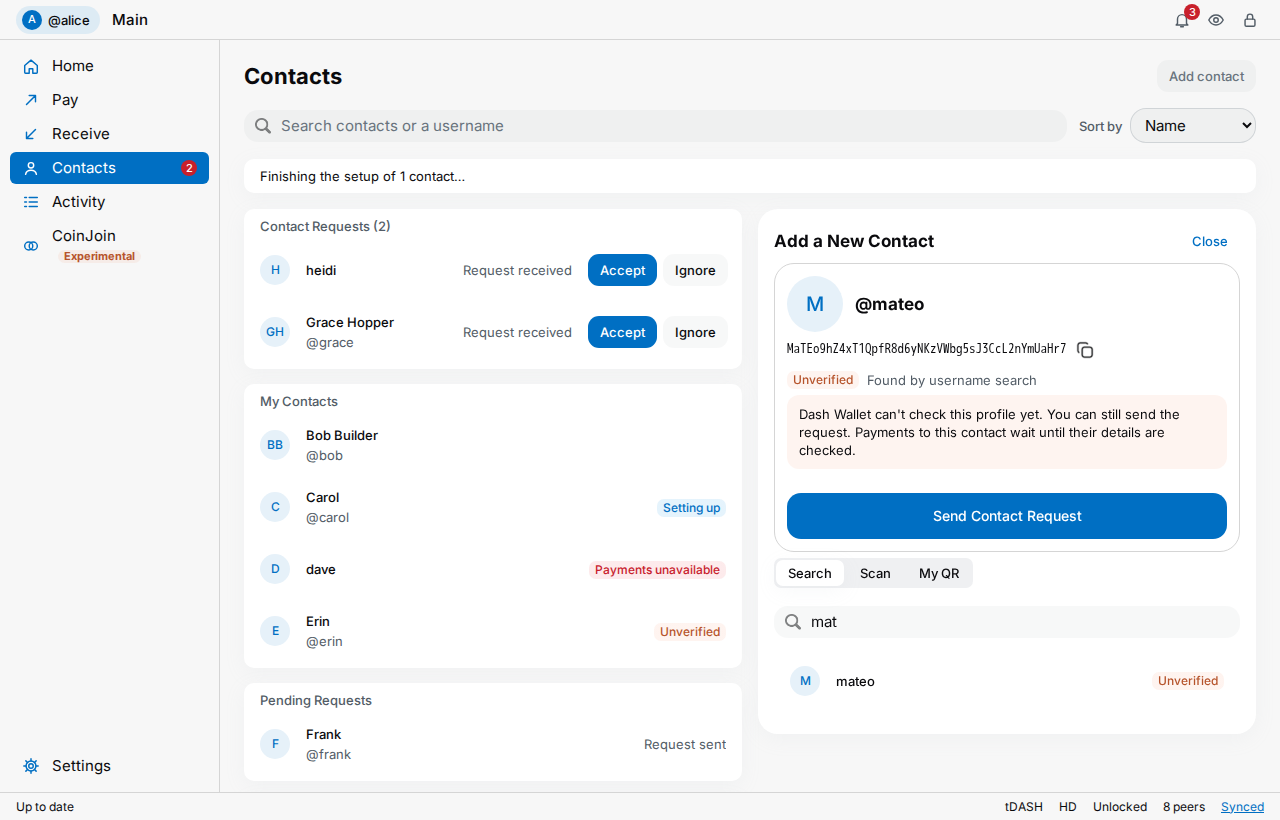 A @alice Main 3
Home
Pay
Receive
Contacts 2
Activity
CoinJoin
Experimental
Settings
Contacts
Add contact
Search contacts or a username
Sort by Name
Finishing the setup of 1 contact...
Contact Requests (2)
H heidi Request received Accept Ignore
GH Grace Hopper
@grace
Request received Accept Ignore
My Contacts
BB Bob Builder
@bob
C Carol
@carol
Setting up
D dave Payments unavailable
E Erin
@erin
Unverified
Pending Requests
F Frank
@frank
Request sent
Add a New Contact Close
M @mateo
MaTEo9hZ4xT1QpfR8d6yNKzVWbg5sJ3CcL2nYmUaHr7
Unverified Found by username search
Dash Wallet can't check this profile yet. You can still send the
request. Payments to this contact wait until their details are
checked.
Send Contact Request
Search Scan My QR
mat
M mateo Unverified
Up to date
tDASH HD Unlocked 8 peers Synced